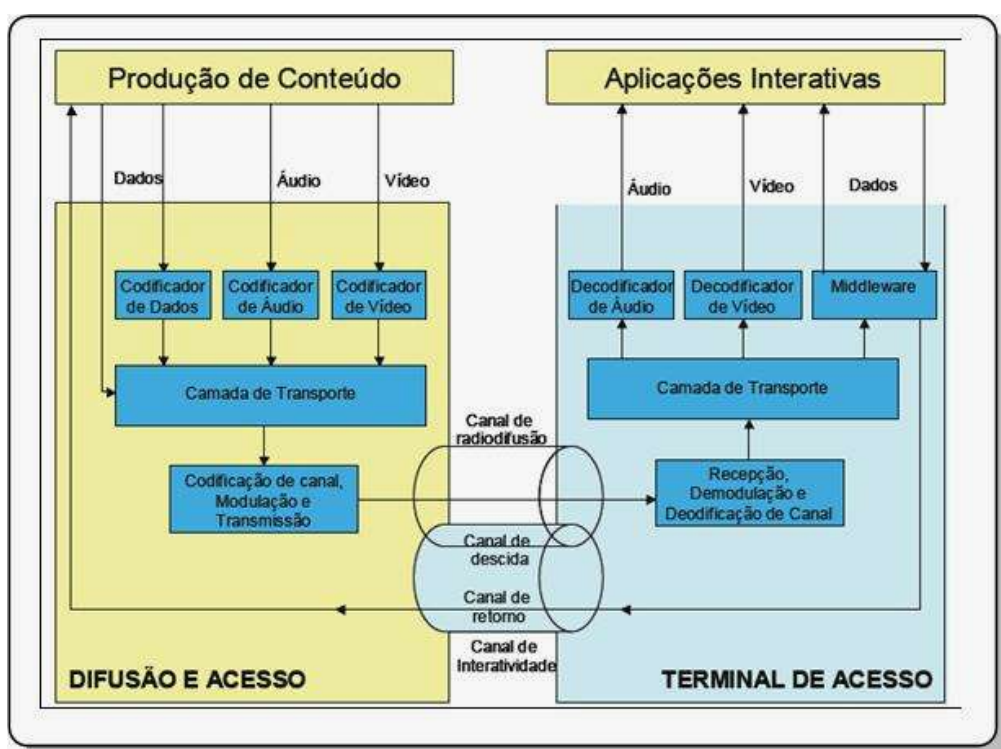 Produção de Conteúdo
Aplicações Interativas
Dados
Áudio
Vídeo
Áudio
Vídeo
Dados
Codificador
de Dados
Codificador
de Áudio
Codificador
de Vídeo
Decodificador
de Áudio
Decodificador
de Vídeo
Middleware
Camada de Transporte
Camada de Transporte
Canal de
radiodifusão
Codificação de canal,
Modulação e
Transmissão
Recepção,
Demodulação e
Deodificação de Canal
Canal de
descida
Canal de
retorno
Canal de
Interatividade
DIFUSÃO E ACESSO
TERMINAL DE ACESSO